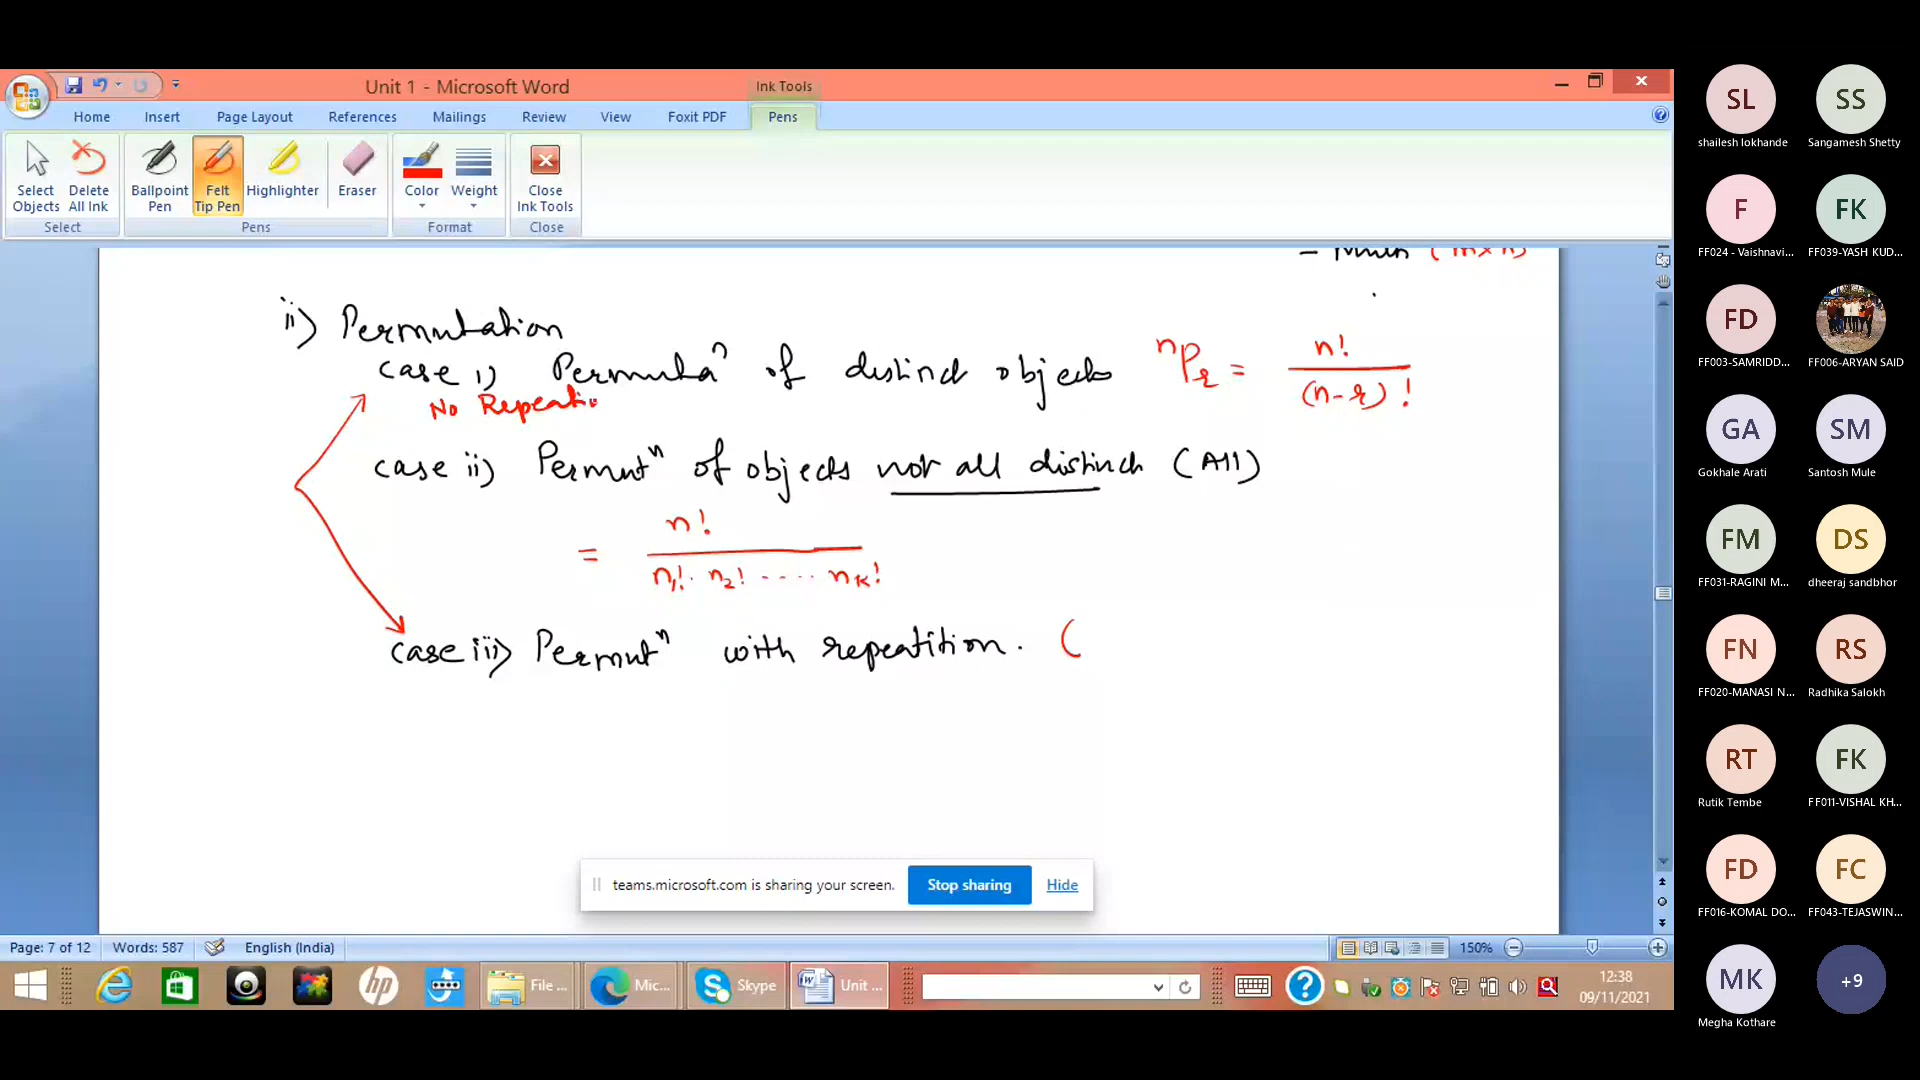 Unit 1 - Microsoft Word
Ink Tools
Home Insert Page Layout References Mailings Review View Foxit PDF Pens
Select Objects
Delete All Ink
Ballpoint Pen
Felt Tip Pen
Highlighter
Eraser
Color
Weight
Close Ink Tools
Select
Pens
Format
Close
ii) Permutation
case i) Permutaⁿ of distinct objects ⁿPr = n! / (n-r)!
No Repeati
case ii) Permutⁿ of objects not all distinct (All)
= n! / n₁! · n₂! ..... nₖ!
case iii) Permutⁿ with repeatition. (
teams.microsoft.com is sharing your screen.
Stop sharing
Hide
Page: 7 of 12
Words: 587
English (India)
150%
File ...
Mic...
Skype
Unit ...
12:38
09/11/2021
SL
shailesh lokhande
SS
Sangamesh Shetty
F
FF024 - Vaishnavi...
FK
FF039-YASH KUD...
FD
FF003-SAMRIDD...
FF006-ARYAN SAID
GA
Gokhale Arati
SM
Santosh Mule
FM
FF031-RAGINI M...
DS
dheeraj sandbhor
FN
FF020-MANASI N...
RS
Radhika Salokh
RT
Rutik Tembe
FK
FF011-VISHAL KH...
FD
FF016-KOMAL DO...
FC
FF043-TEJASWIN...
MK
Megha Kothare
+9